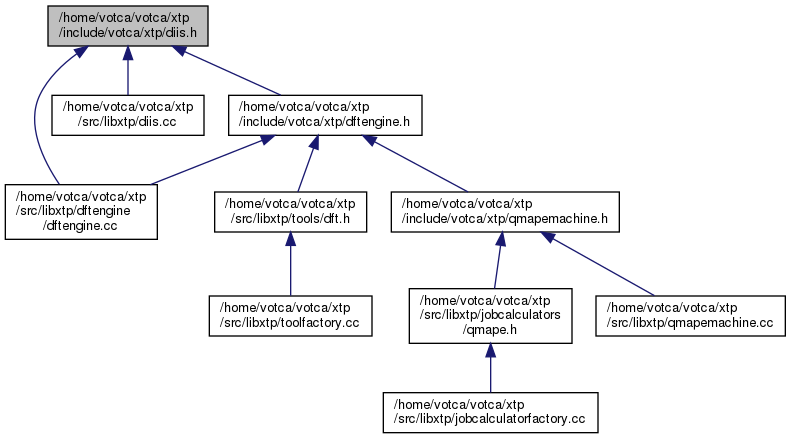 /home/votca/votca/xtp
/include/votca/xtp/diis.h
/home/votca/votca/xtp
/src/libxtp/diis.cc
/home/votca/votca/xtp
/include/votca/xtp/dftengine.h
/home/votca/votca/xtp
/src/libxtp/dftengine
/dftengine.cc
/home/votca/votca/xtp
/src/libxtp/tools/dft.h
/home/votca/votca/xtp
/include/votca/xtp/qmapemachine.h
/home/votca/votca/xtp
/src/libxtp/toolfactory.cc
/home/votca/votca/xtp
/src/libxtp/jobcalculators
/qmape.h
/home/votca/votca/xtp
/src/libxtp/qmapemachine.cc
/home/votca/votca/xtp
/src/libxtp/jobcalculatorfactory.cc